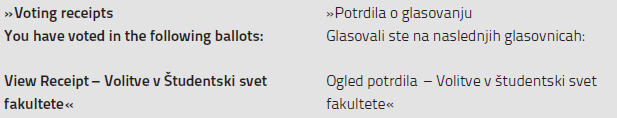 »Voting receipts
You have voted in the following ballots:
View Receipt – Volitve v Študentski svet
fakultete«
»Potrdila o glasovanju
Glasovali ste na naslednjih glasovnicah:
Ogled potrdila – Volitve v študentski svet
fakultete«